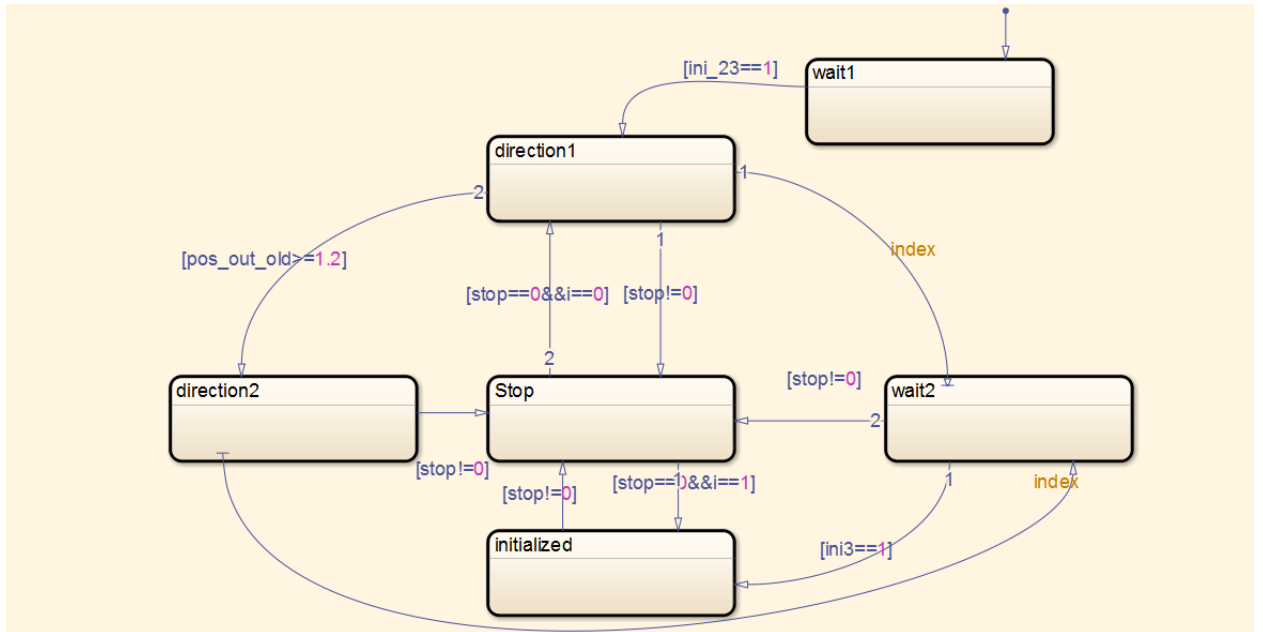 [ini_23==1]
wait1
direction1
1
2
index
[pos_out_old>=1.2]
[stop==0&&i==0]
[stop!=0]
1
2
direction2
Stop
[stop!=0]
wait2
2
[stop!=0]
[stop!=0]
[stop==0&&i==1]
1
1
index
initialized
[ini3==1]